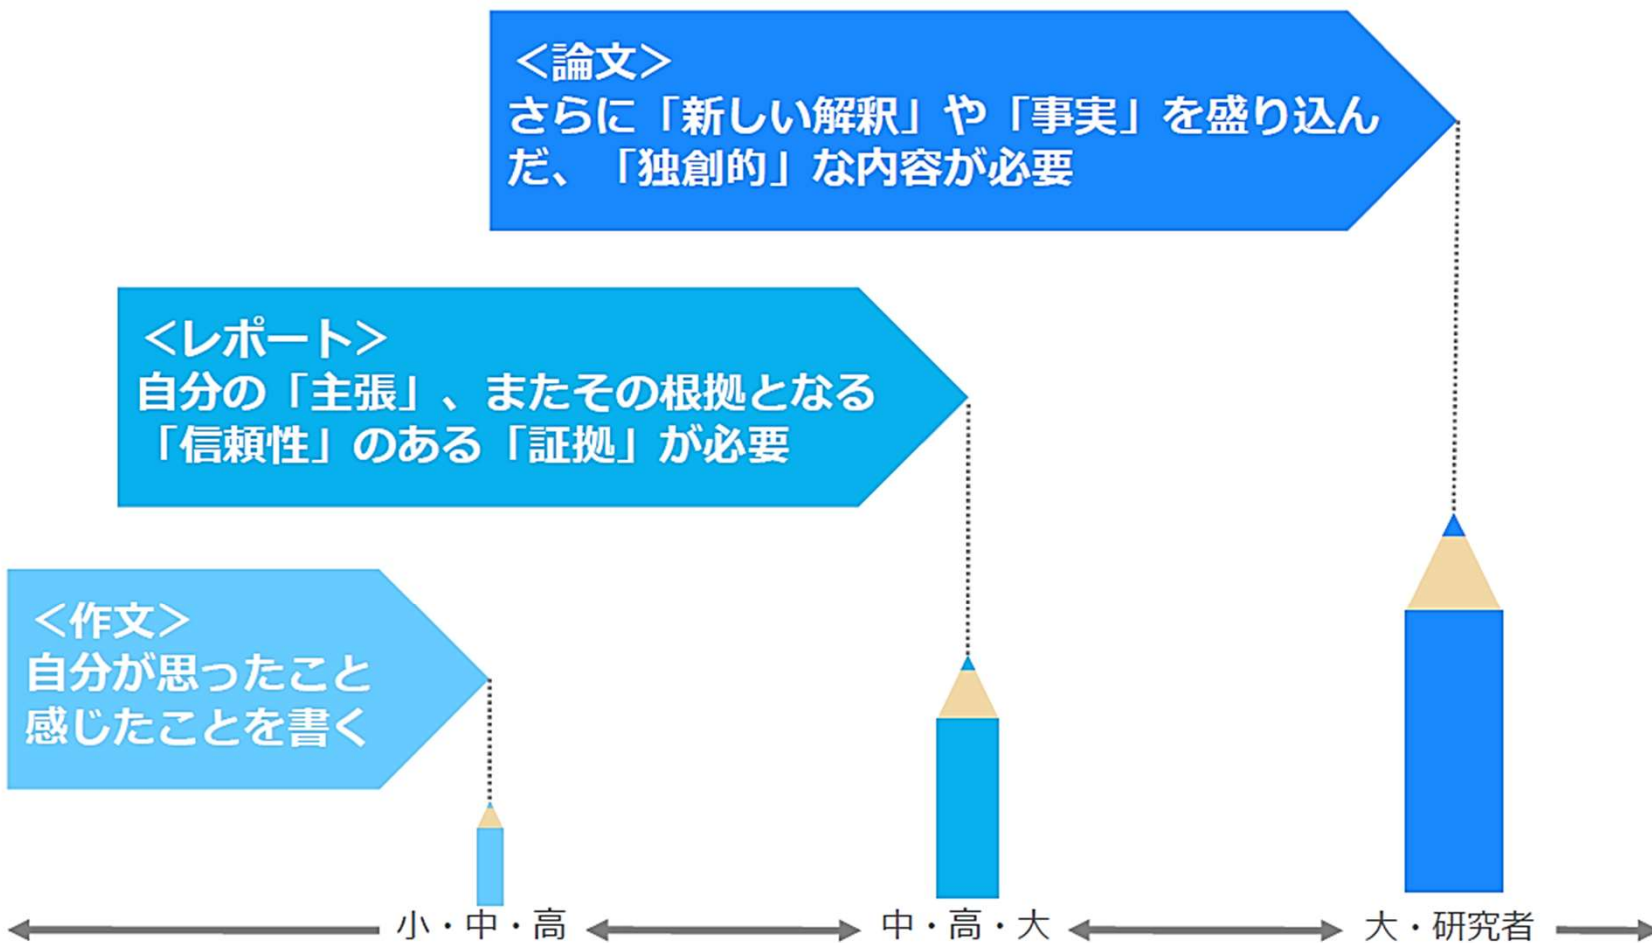 ＜論文＞
さらに「新しい解釈」や「事実」を盛り込ん
だ、「独創的」な内容が必要
＜レポート＞
自分の「主張」、またその根拠となる
「信頼性」のある「証拠」が必要
＜作文＞
自分が思ったこと
感じたことを書く
小・中・高
中・高・大
大・研究者